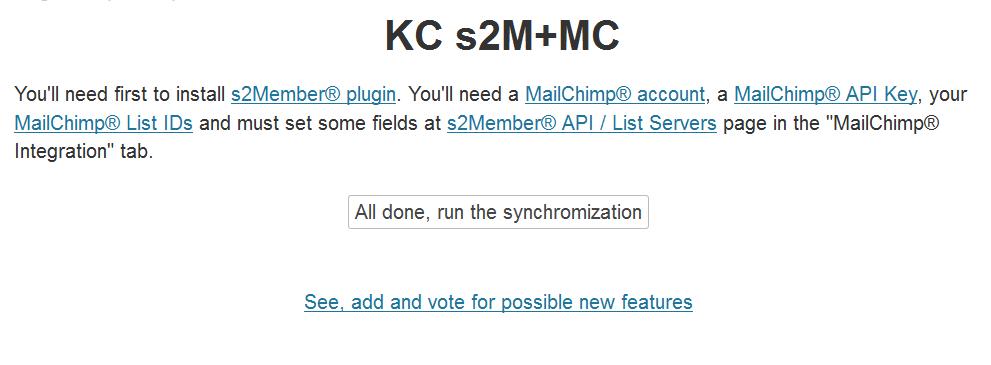 KC s2M+MC
You'll need first to install s2Member® plugin. You'll need a MailChimp® account, a MailChimp® API Key, your
MailChimp® List IDs and must set some fields at s2Member® API / List Servers page in the "MailChimp®
Integration" tab.
All done, run the synchromization
See, add and vote for possible new features